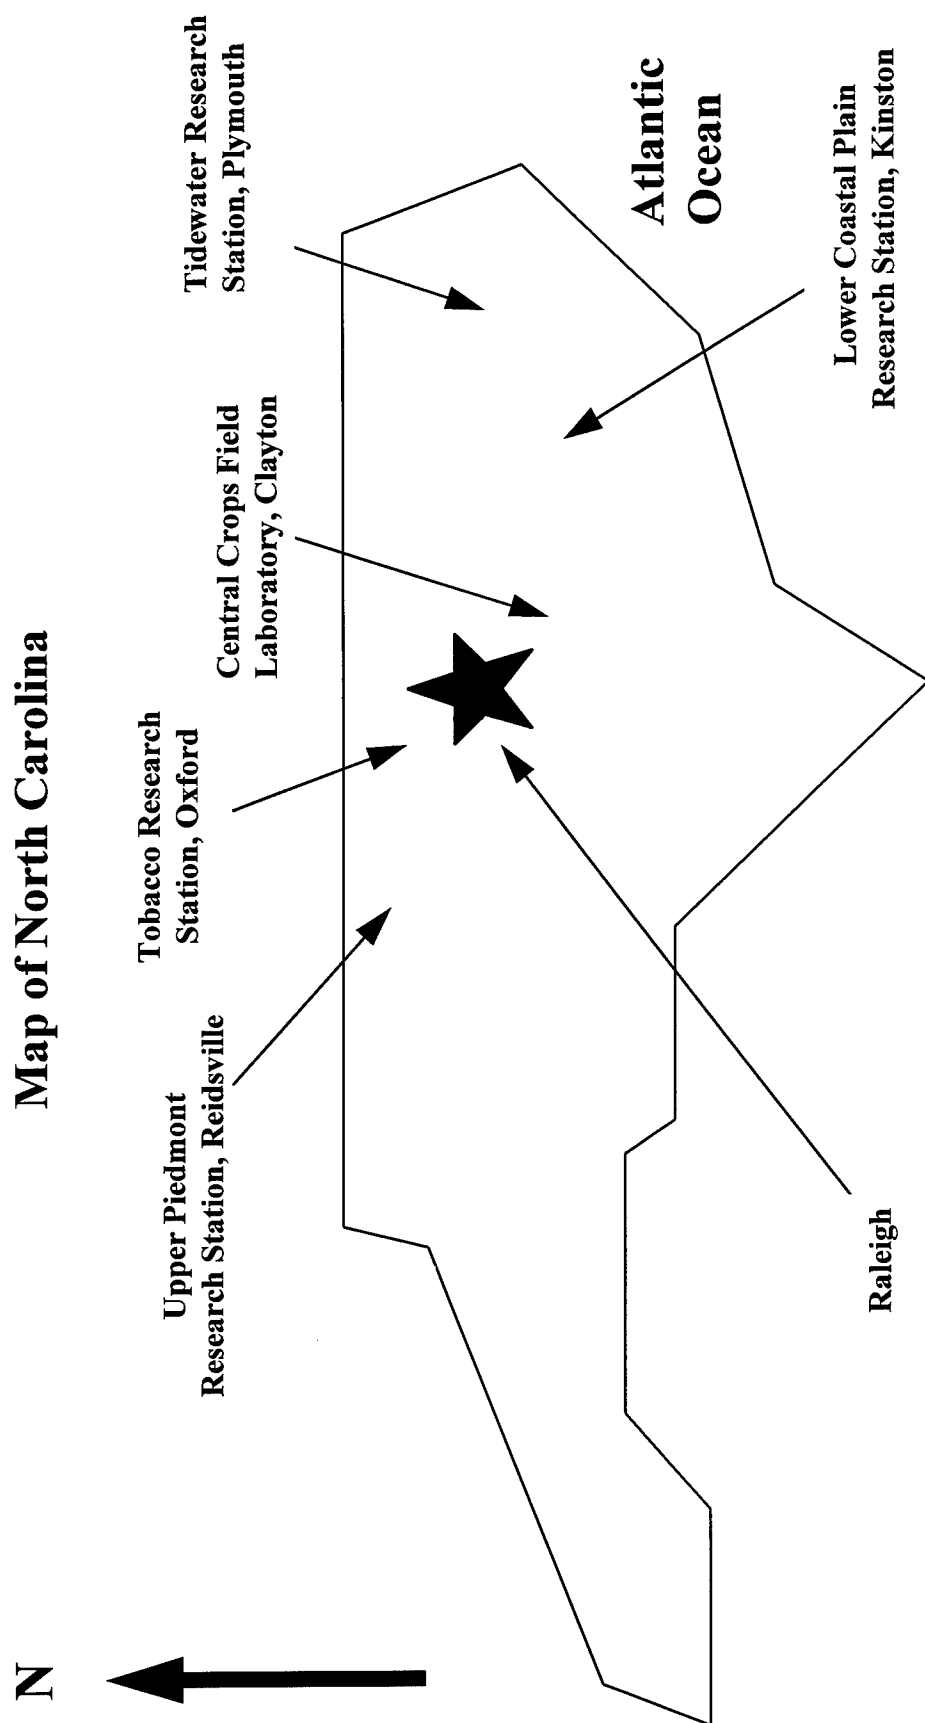 Map of North Carolina
N
Upper Piedmont
Research Station, Reidsville
Tobacco Research
Station, Oxford
Central Crops Field
Laboratory, Clayton
Tidewater Research
Station, Plymouth
Atlantic
Ocean
Raleigh
Lower Coastal Plain
Research Station, Kinston